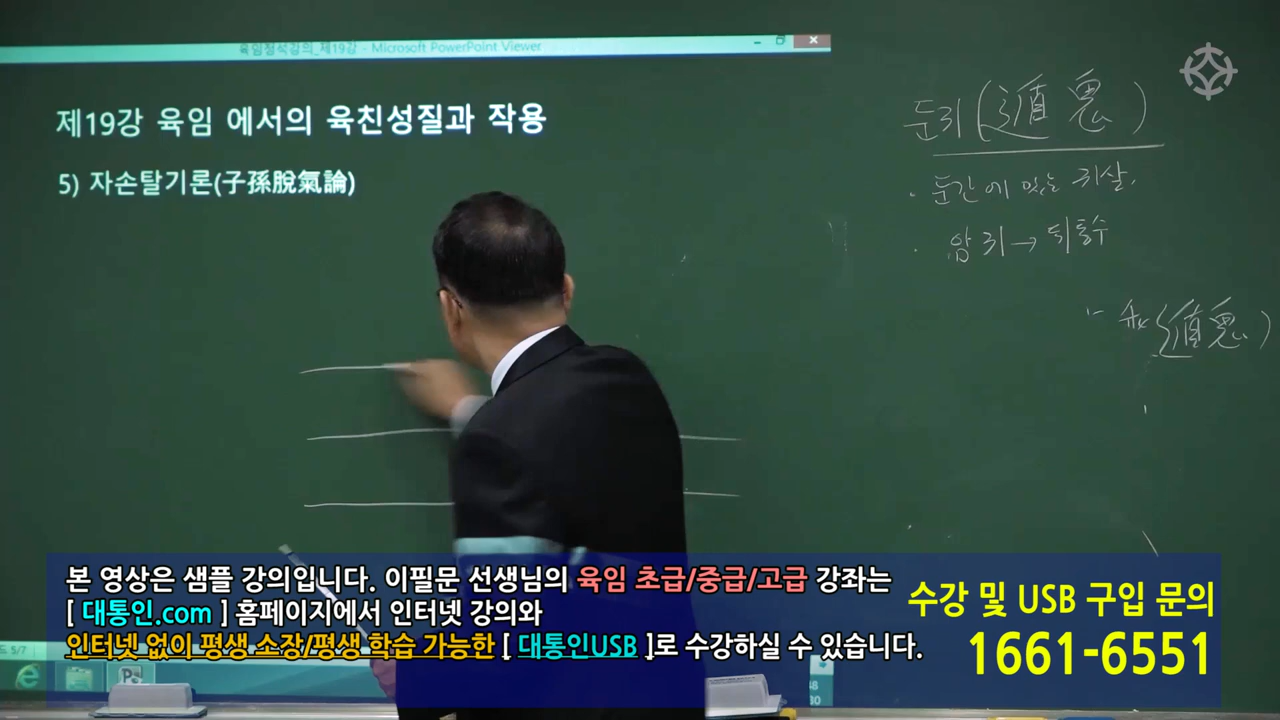 육임정석강의_제19강 - Microsoft PowerPoint Viewer
제19강 육임 에서의 육친성질과 작용
5) 자손탈기론(子孫脫氣論)
둔귀(遁鬼)
· 둔간에 있는 귀살.
· 암귀→
(遁鬼)
본 영상은 샘플 강의입니다. 이필문 선생님의 육임 초급/중급/고급 강좌는
[ 대통인.com ] 홈페이지에서 인터넷 강의와
인터넷 없이 평생 소장/평생 학습 가능한 [ 대통인USB ]로 수강하실 수 있습니다.
수강 및 USB 구입 문의
1661-6551
드 5/7